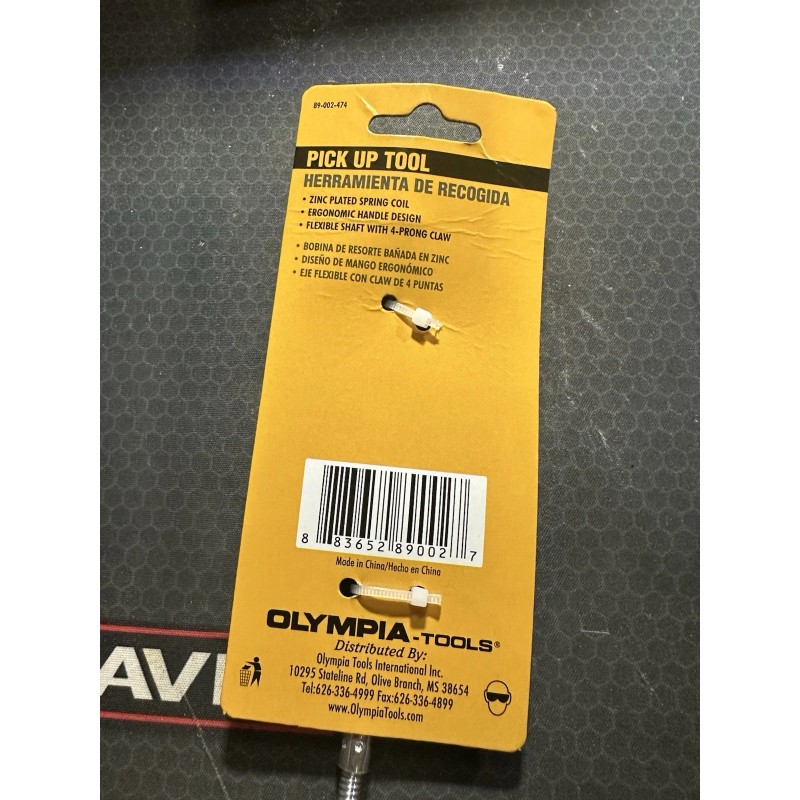 89-002-474
PICK UP TOOL
HERRAMIENTA DE RECOGIDA
• ZINC PLATED SPRING COIL
• ERGONOMIC HANDLE DESIGN
• FLEXIBLE SHAFT WITH 4-PRONG CLAW
• BOBINA DE RESORTE BAÑADA EN ZINC
• DISEÑO DE MANGO ERGONÓMICO
• EJE FLEXIBLE CON CLAW DE 4 PUNTAS
8 83652 89002 7
Made in China/Hecho en China
OLYMPIA-TOOLS®
Distributed By:
Olympia Tools International Inc.
10295 Stateline Rd, Olive Branch, MS 38654
Tel:626-336-4999 Fax:626-336-4899
www.OlympiaTools.com
AVI